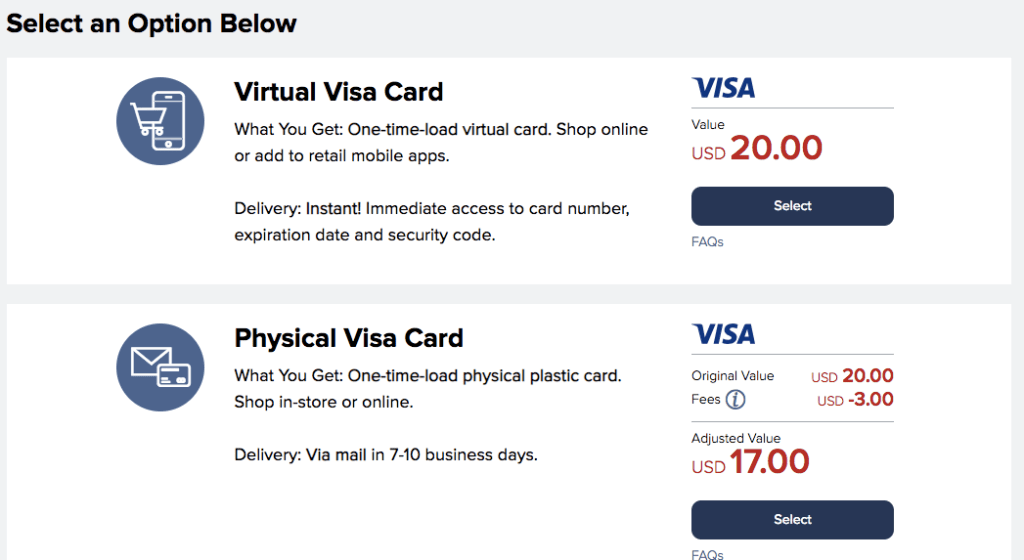 Select an Option Below
Virtual Visa Card
What You Get: One-time-load virtual card. Shop online
or add to retail mobile apps.
Delivery: Instant! Immediate access to card number,
expiration date and security code.
VISA
Value
USD 20.00
Select
FAQs
Physical Visa Card
What You Get: One-time-load physical plastic card.
Shop in-store or online.
Delivery: Via mail in 7-10 business days.
VISA
Original Value USD 20.00
Fees i USD -3.00
Adjusted Value
USD 17.00
Select
FAQs